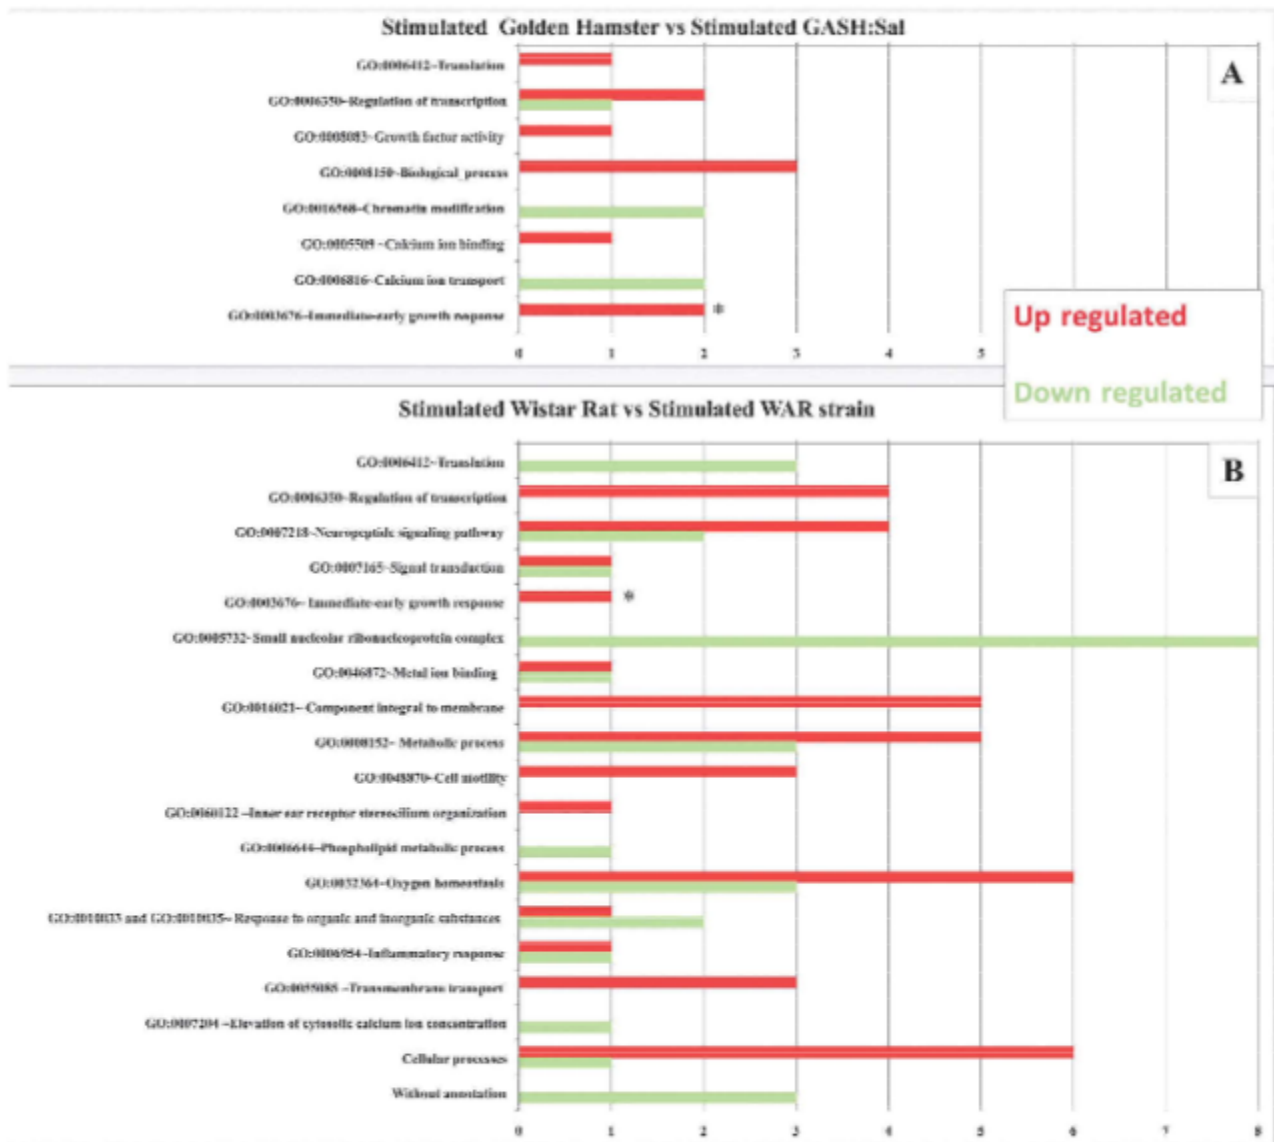 Stimulated Golden Hamster vs Stimulated GASH:Sal
A
GO:0006412~Translation
GO:0006350~Regulation of transcription
GO:0008083~Growth factor activity
GO:0008150~Biological_process
GO:0016568~Chromatin modification
GO:0005509 ~Calcium ion binding
GO:0006816~Calcium ion transport
GO:0003676~Immediate-early growth response *
0 1 2 3 4 5
Up regulated
Down regulated
Stimulated Wistar Rat vs Stimulated WAR strain
B
GO:0006412~Translation
GO:0006350~Regulation of transcription
GO:0007218~Neuropeptide signaling pathway
GO:0007165~Signal transduction
GO:0003676~ Immediate-early growth response *
GO:0005732~Small nucleolar ribonucleoprotein complex
GO:0046872~Metal ion binding
GO:0016021~ Component integral to membrane
GO:0008152~ Metabolic process
GO:0048870~Cell motility
GO:0060122 ~Inner ear receptor stereocilium organization
GO:0006644~Phospholipid metabolic process
GO:0032364~Oxygen homeostasis
GO:0010033 and GO:0010035~ Response to organic and inorganic substances
GO:0006954~Inflammatory response
GO:0055085 ~Transmembrane transport
GO:0007204 ~Elevation of cytosolic calcium ion concentration
Cellular processes
Without annotation
0 1 2 3 4 5 6 7 8